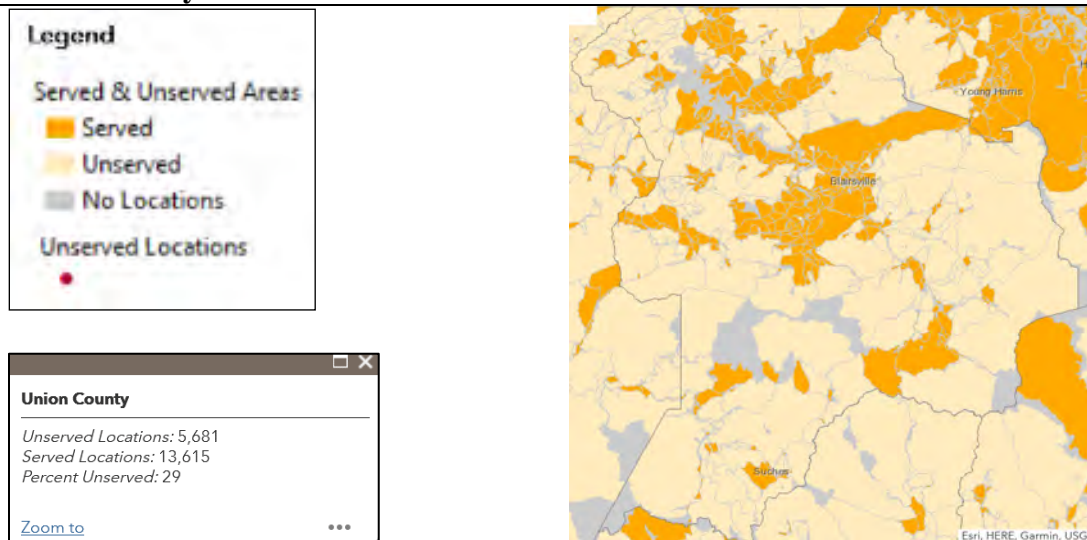 Legend
Served & Unserved Areas
Served
Unserved
No Locations
Unserved Locations
Union County
Unserved Locations: 5,681
Served Locations: 13,615
Percent Unserved: 29
Zoom to
•••
Young Harris
Blairsville
Suches
Esri, HERE, Garmin, USG